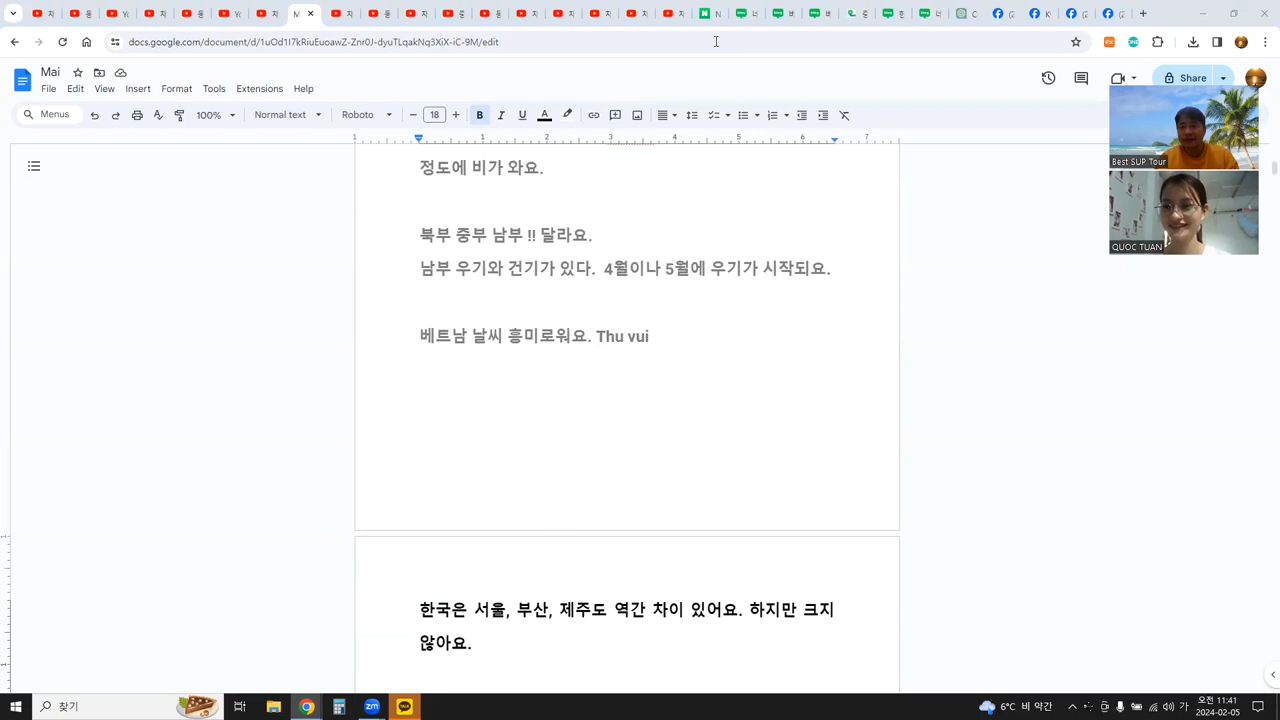 docs.google.com/document/d/1uOd1I7kRiuEuoawZ-Znr0J-dyuTLqakNq3XiX-iC-9M/edit
Mai
File Edit View Insert Format Tools Extensions Help
Share
Menus
100%
Normal text
Roboto
18
정도에 비가 와요.
북부 중부 남부 !! 달라요.
남부 우기와 건기가 있다. 4월이나 5월에 우기가 시작되요.
베트남 날씨 흥미로워요. Thu vui
한국은 서울, 부산, 제주도 역간 차이 있어요. 하지만 크지
않아요.
Best SUP Tour
QUOC TUAN
찾기
6°C 비 약간
가
오전 11:41
2024-02-05